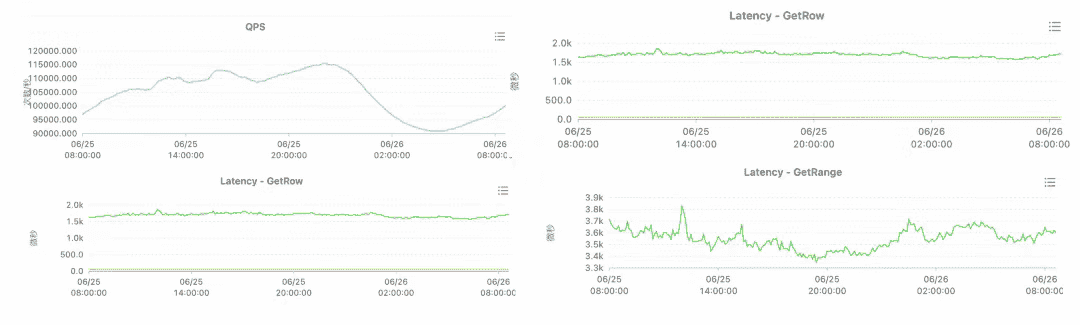 QPS
120000.000
115000.000
110000.000
105000.000
100000.000
95000.000
90000.000
06/25 06/25 06/25 06/26 06/26
08:00:00 14:00:00 20:00:00 02:00:00 08:00:0
Latency - GetRow
微秒
2.0k
1.5k
1.0k
500.0
0.0
06/25 06/25 06/25 06/26 06/26
08:00:00 14:00:00 20:00:00 02:00:00 08:00:00
Latency - GetRow
微秒
2.0k
1.5k
1.0k
500.0
0.0
06/25 06/25 06/25 06/26 06/26
08:00:00 14:00:00 20:00:00 02:00:00 08:00:00
Latency - GetRange
微秒
3.9k
3.8k
3.7k
3.6k
3.5k
3.4k
3.3k
06/25 06/25 06/25 06/26 06/26
08:00:00 14:00:00 20:00:00 02:00:00 08:00:00